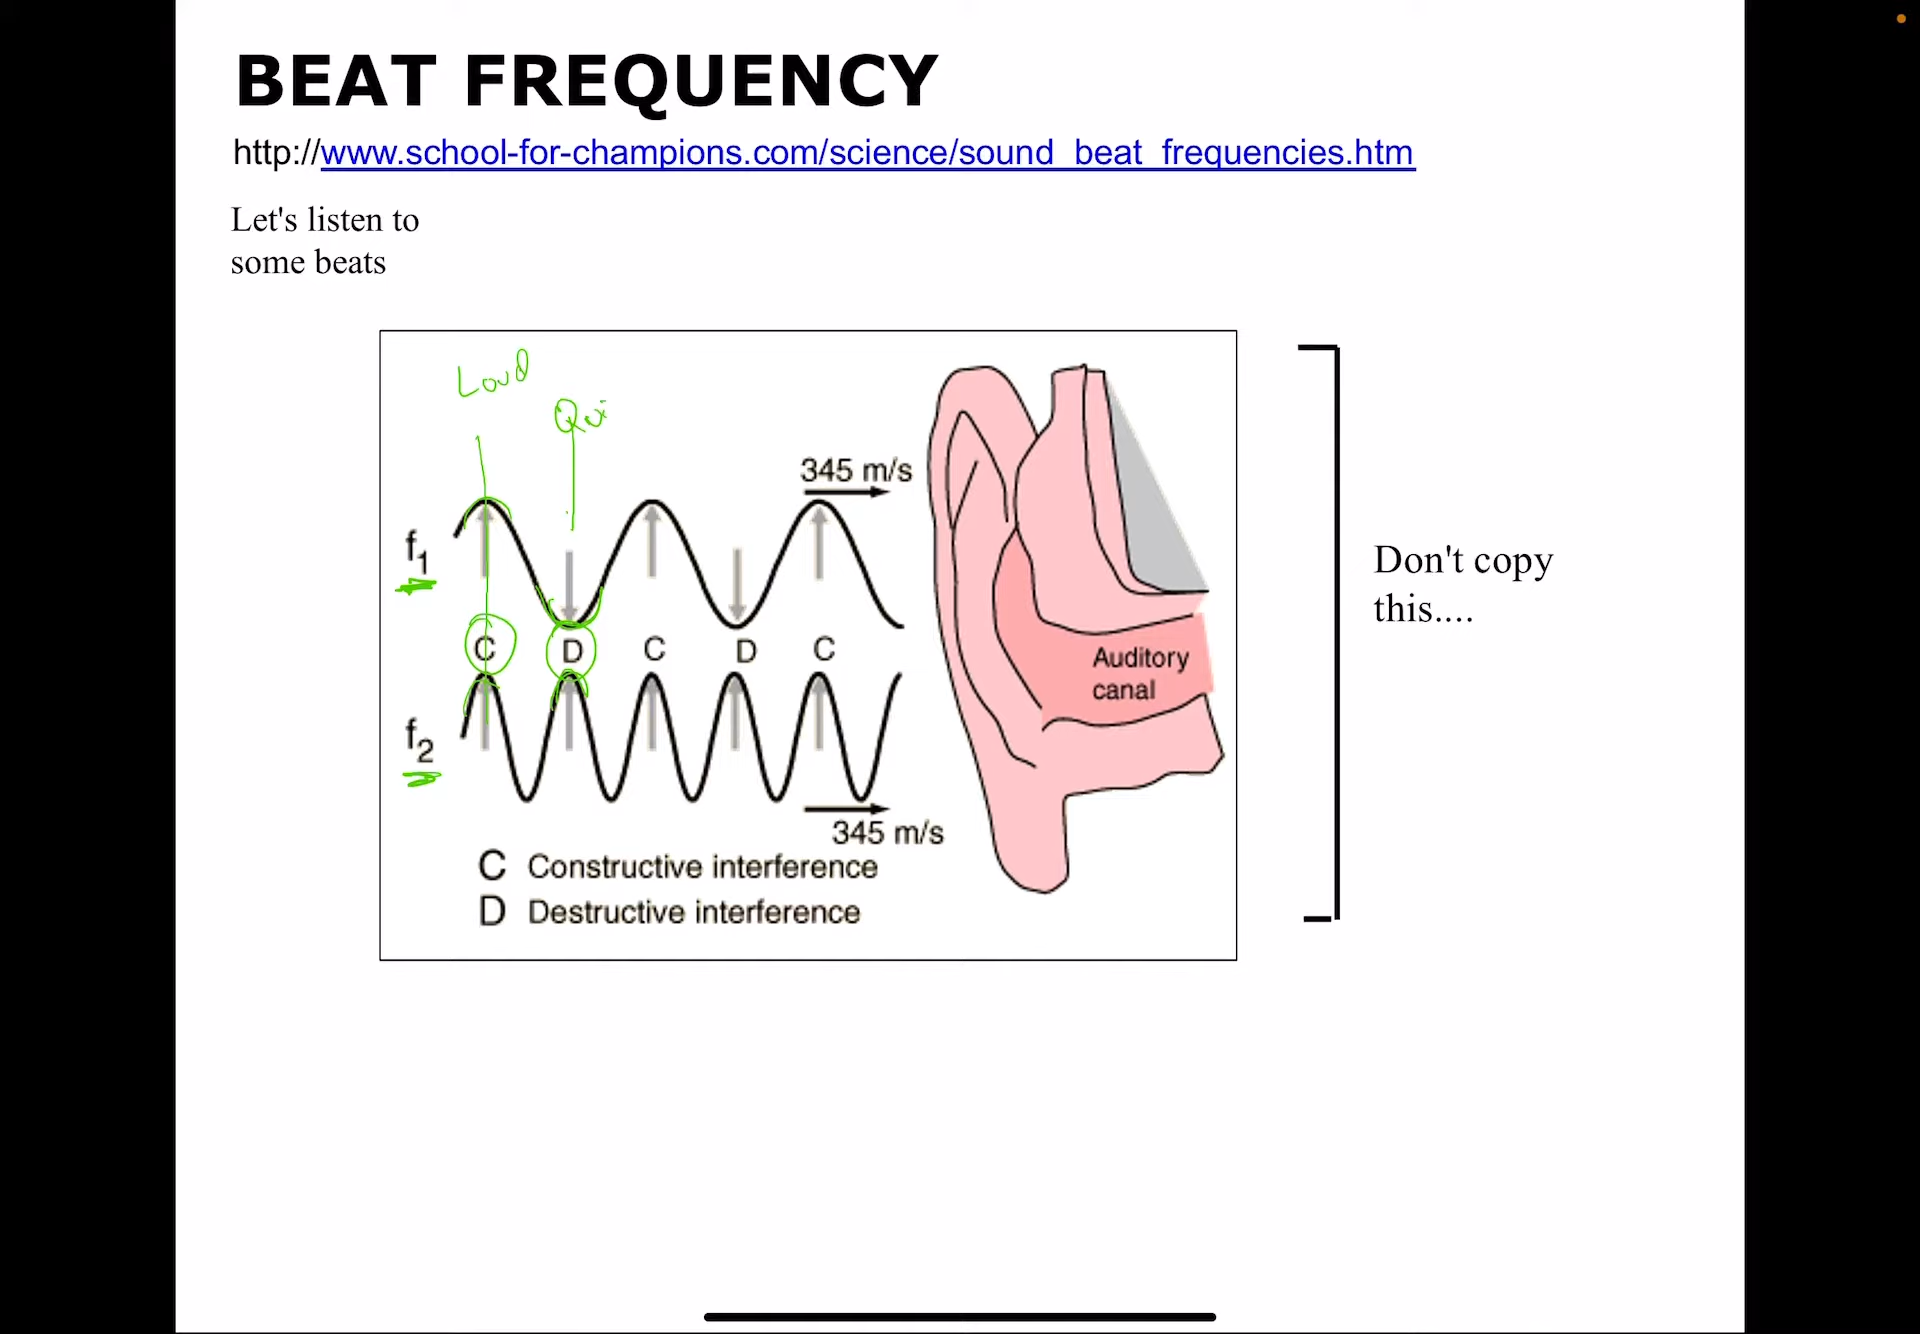 BEAT FREQUENCY
http://www.school-for-champions.com/science/sound_beat_frequencies.htm
Let's listen to
some beats
Loud
Qui
345 m/s
f1
C D C D C
f2
345 m/s
C Constructive interference
D Destructive interference
Auditory
canal
Don't copy
this....